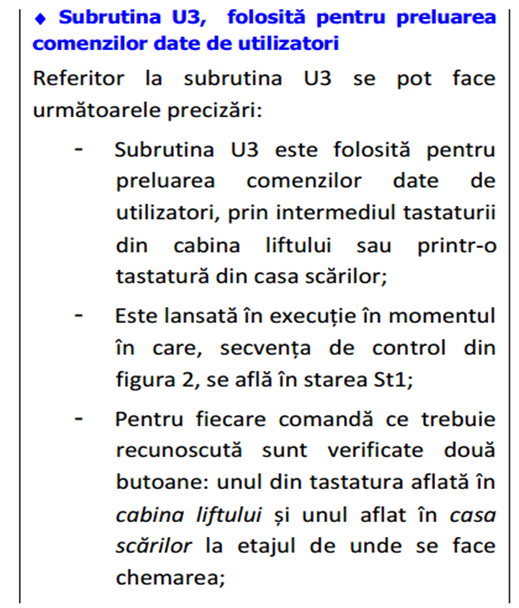 ♦ Subrutina U3, folosită pentru preluarea
comenzilor date de utilizatori
Referitor la subrutina U3 se pot face
următoarele precizări:
- Subrutina U3 este folosită pentru
preluarea comenzilor date de
utilizatori, prin intermediul tastaturii
din cabina liftului sau printr-o
tastatură din casa scărilor;
- Este lansată în execuție în momentul
în care, secvența de control din
figura 2, se află în starea St1;
- Pentru fiecare comandă ce trebuie
recunoscută sunt verificate două
butoane: unul din tastatura aflată în
cabina liftului și unul aflat în casa
scărilor la etajul de unde se face
chemarea;